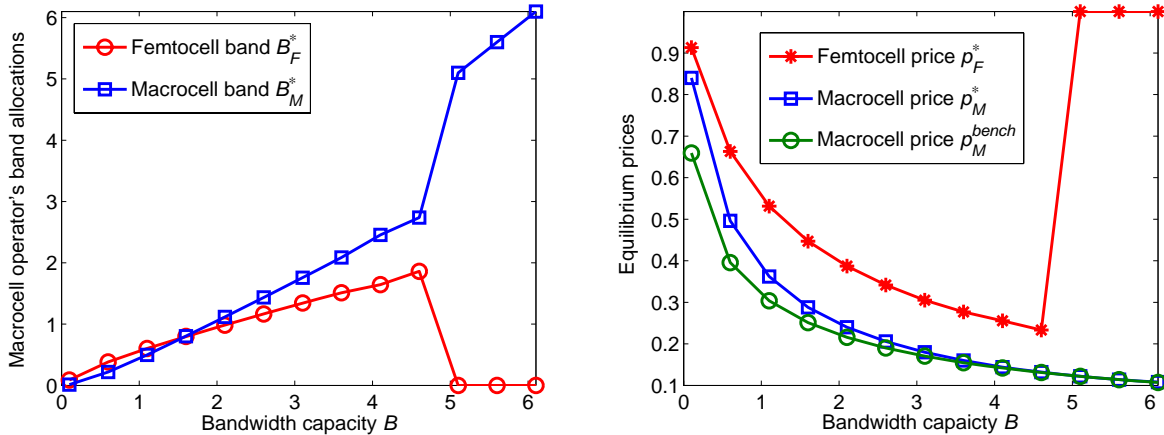 6
5
4
3
2
1
0
Macrocell operator's band allocations
Femtocell band B*F
Macrocell band B*M
0 1 2 3 4 5 6
Bandwidth capacity B
0.9
0.8
0.7
0.6
0.5
0.4
0.3
0.2
0.1
Equilibrium prices
Femtocell price p*F
Macrocell price p*M
Macrocell price pMbench
0 1 2 3 4 5 6
Bandwidth capaicty B